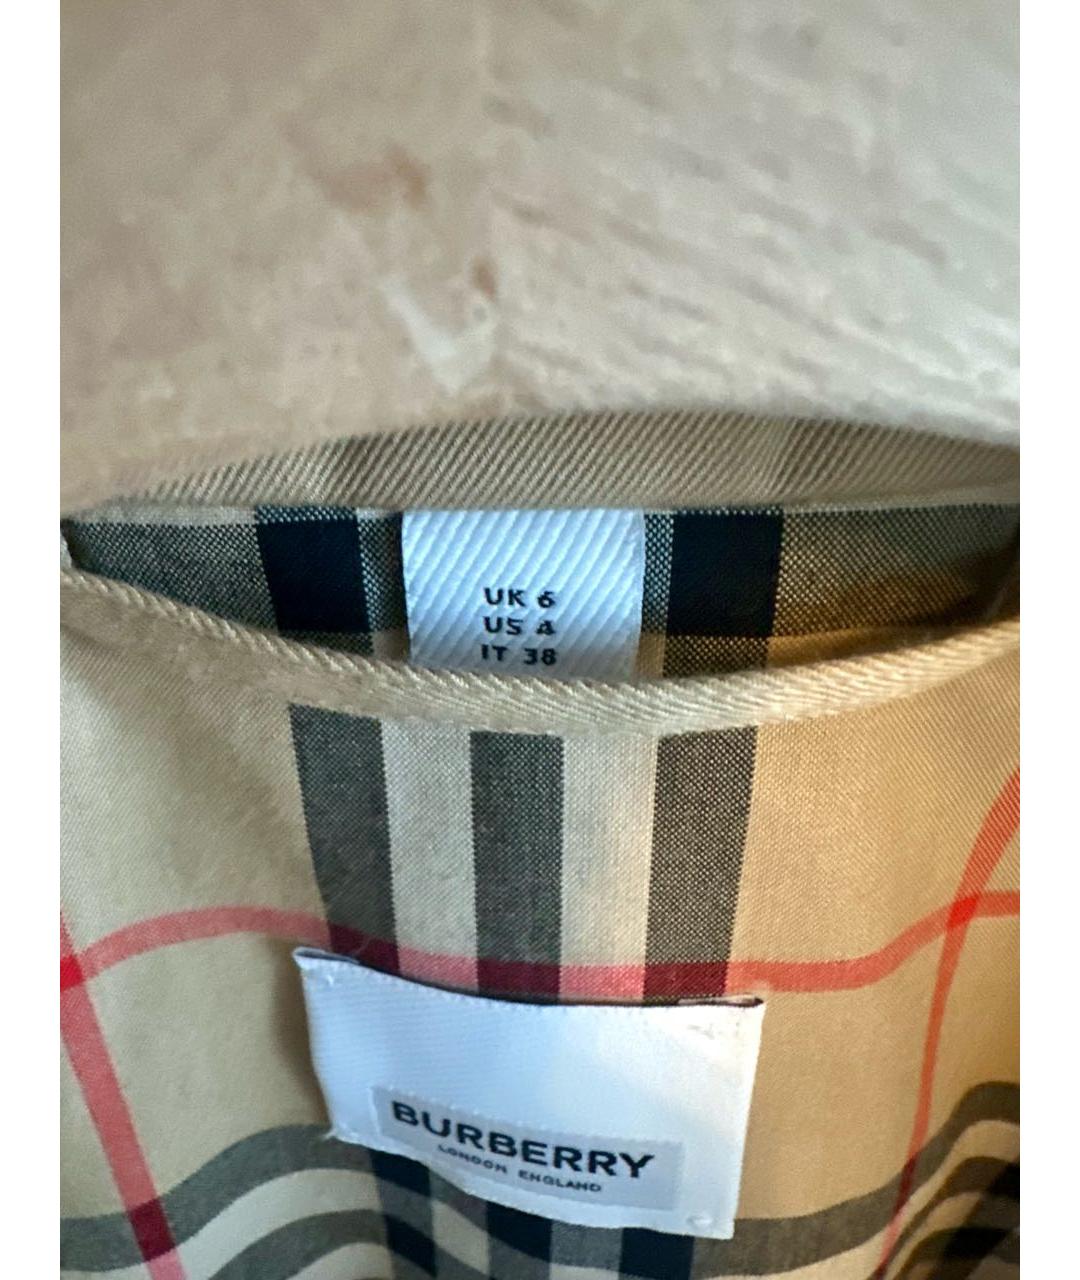 UK 6
US 4
IT 38
BURBERRY
LONDON ENGLAND